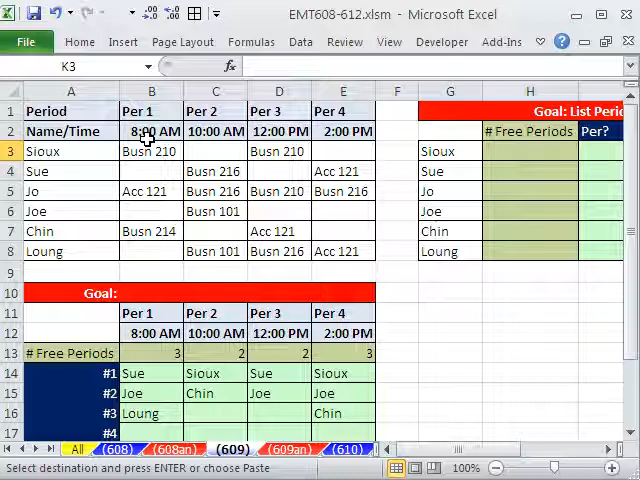 EMT608-612.xlsm - Microsoft Excel
File Home Insert Page Layout Formulas Data Review View Developer Add-Ins
K3 fx
A B C D E F G H
1 Period Per 1 Per 2 Per 3 Per 4 Goal: List Perio
2 Name/Time 8:00 AM 10:00 AM 12:00 PM 2:00 PM # Free Periods Per?
3 Sioux Busn 210 Busn 210 Sioux
4 Sue Busn 216 Acc 121 Sue
5 Jo Acc 121 Busn 216 Busn 210 Busn 216 Jo
6 Joe Busn 101 Joe
7 Chin Busn 214 Acc 121 Chin
8 Loung Busn 101 Busn 216 Acc 121 Loung
9
10 Goal:
11 Per 1 Per 2 Per 3 Per 4
12 8:00 AM 10:00 AM 12:00 PM 2:00 PM
13 # Free Periods 3 2 2 3
14 #1 Sue Sioux Sue Sioux
15 #2 Joe Chin Joe Joe
16 #3 Loung Chin
17 #4
All (608) (608an) (609) (609an) (610)
Select destination and press ENTER or choose Paste 100%